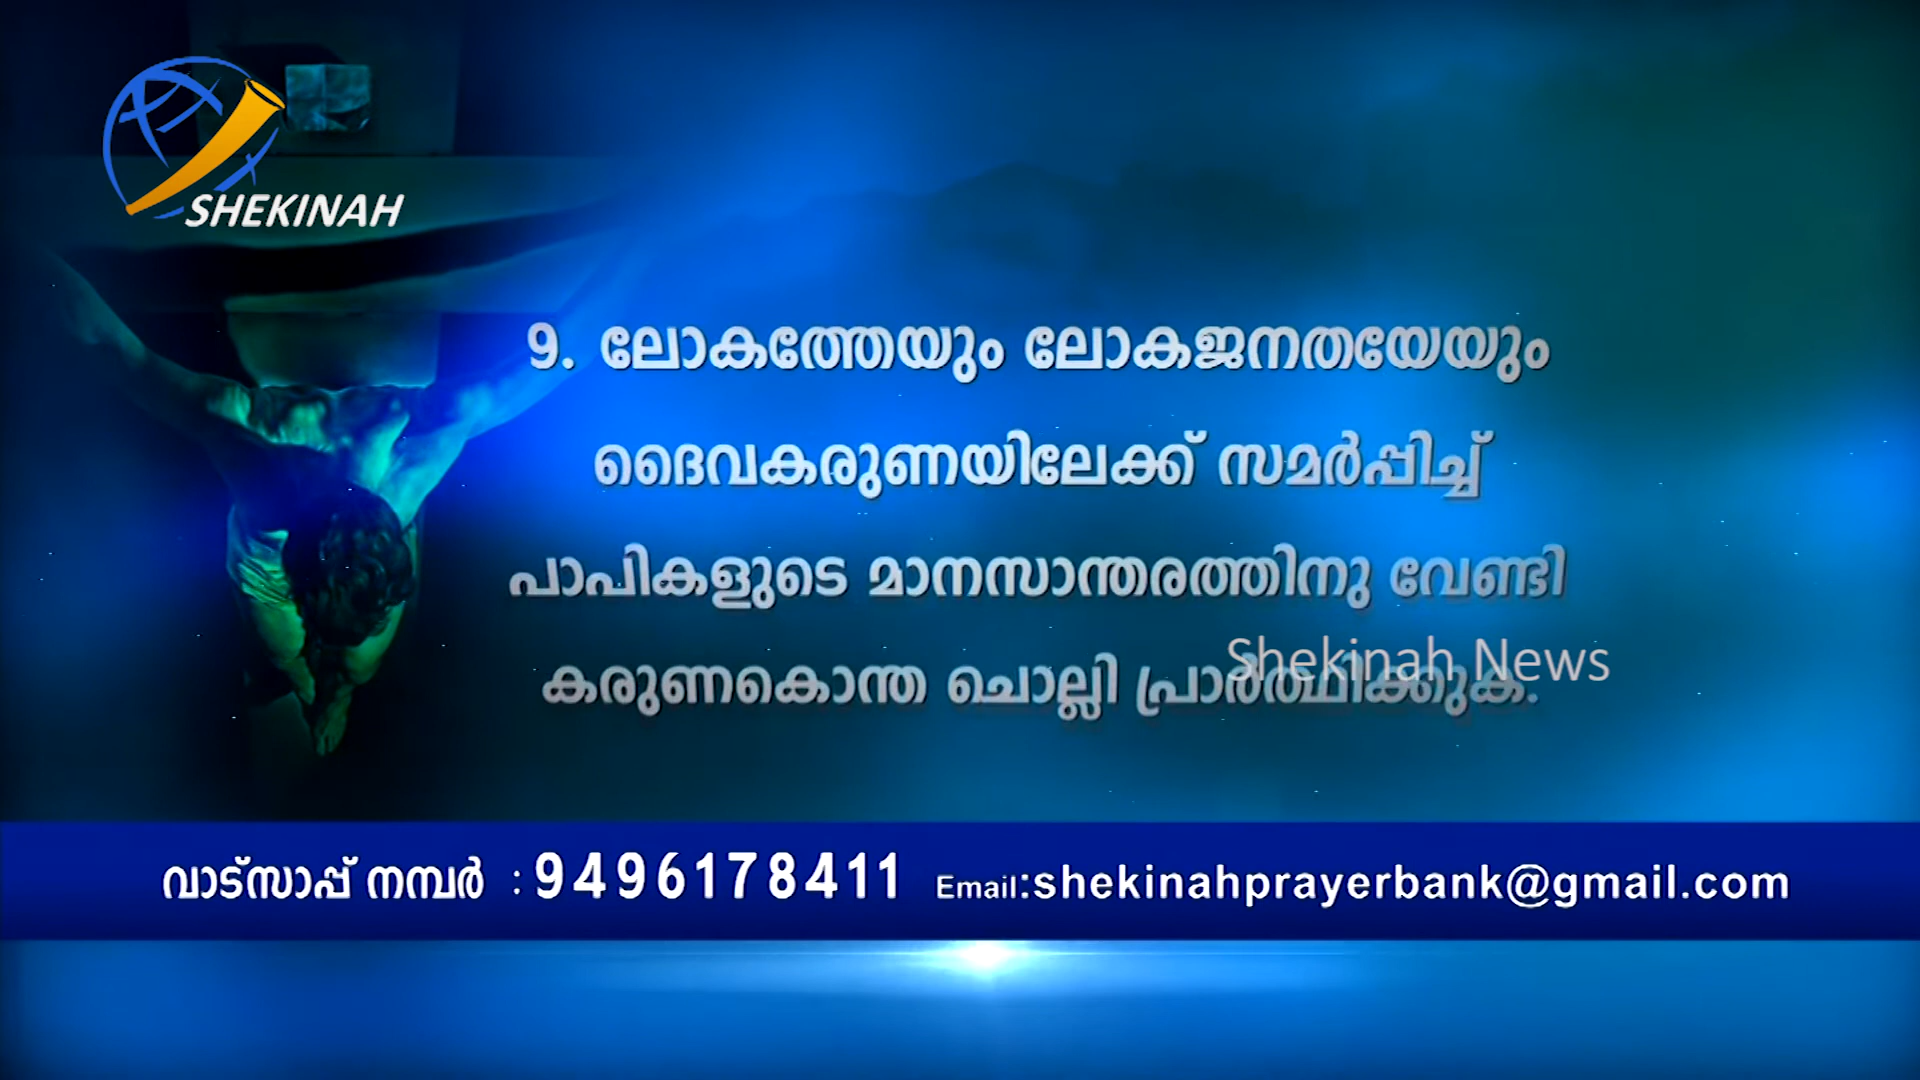 SHEKINAH
9. ലോകത്തേയും ലോകജനതയേയും
ദൈവകരുണയിലേക്ക് സമർപ്പിച്ച്
പാപികളുടെ മാനസാന്തരത്തിനു വേണ്ടി
Shekinah News
കരുണകൊന്ത ചൊല്ലി പ്രാർത്ഥിക്കുക.
വാട്സാപ്പ് നമ്പർ : 9496178411 Email:shekinahprayerbank@gmail.com